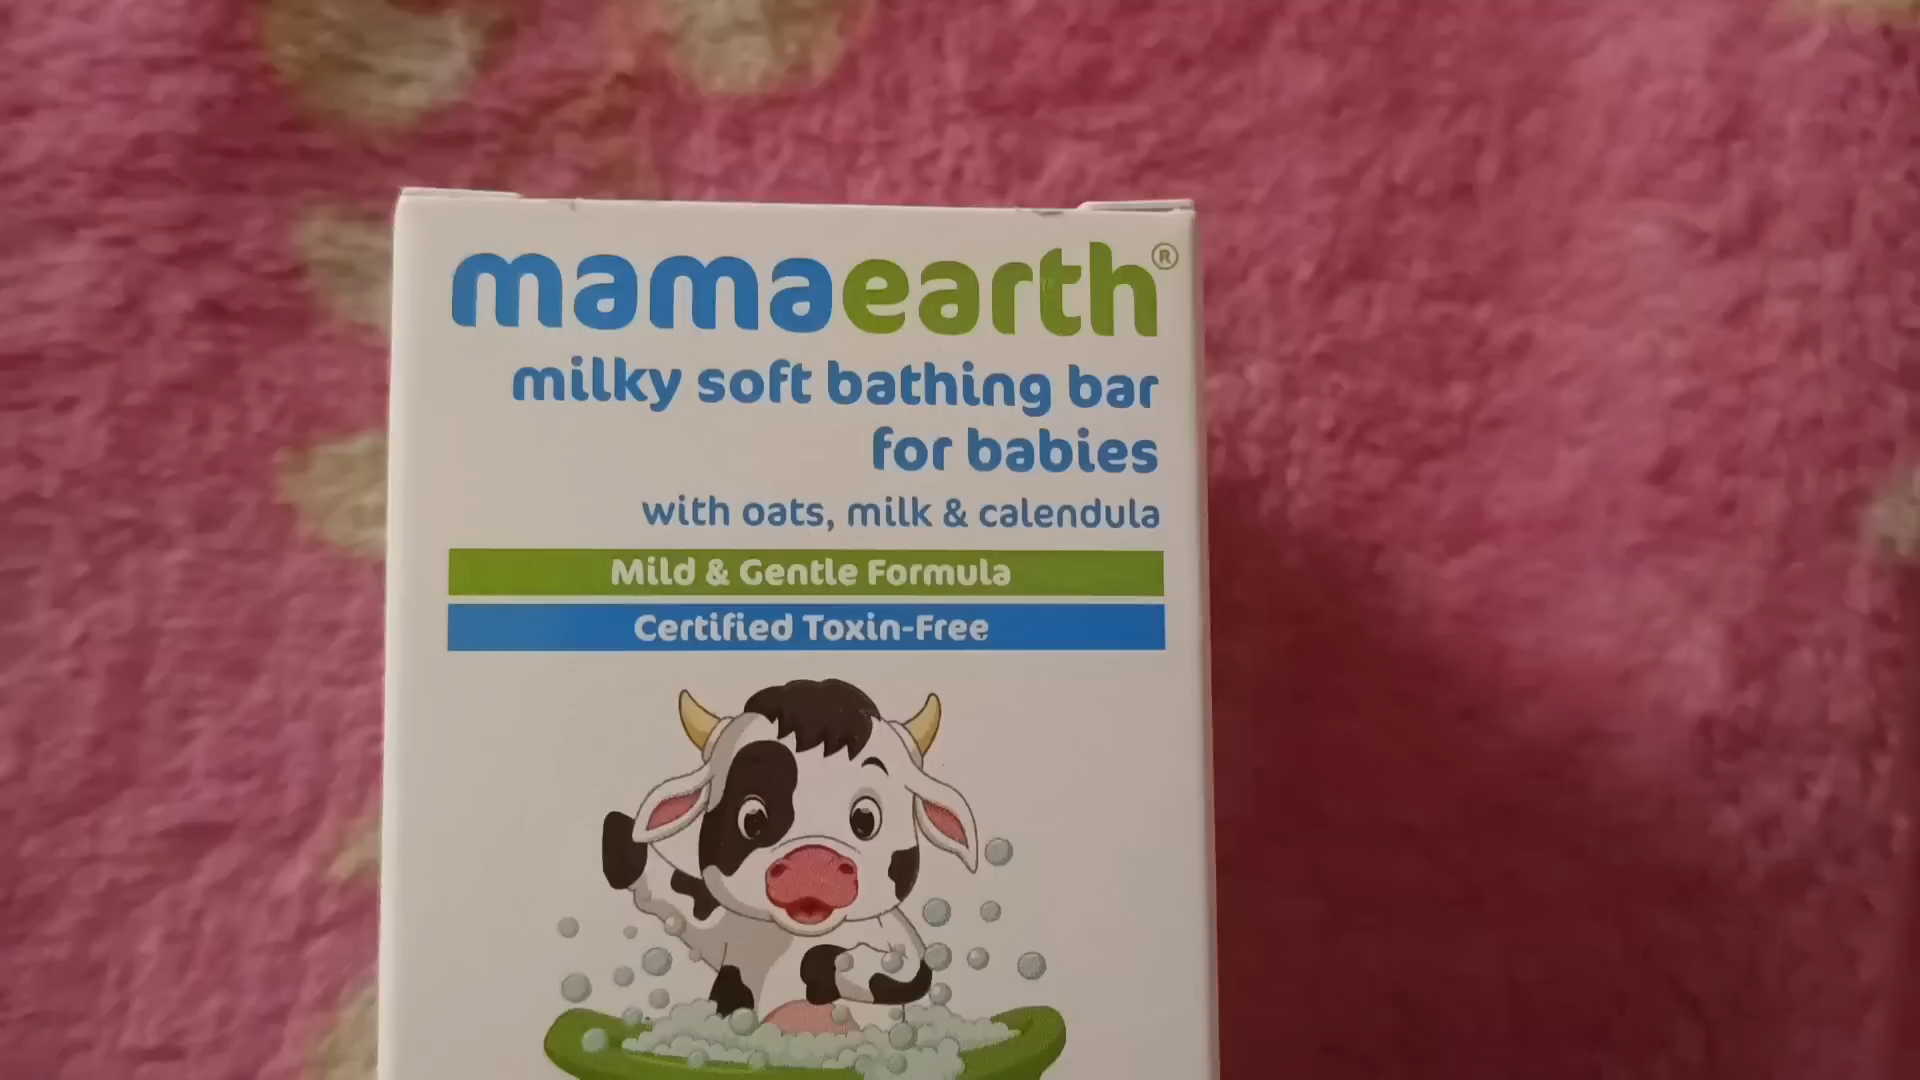 mamaearth®
milky soft bathing bar
for babies
with oats, milk & calendula
Mild & Gentle Formula
Certified Toxin-Free